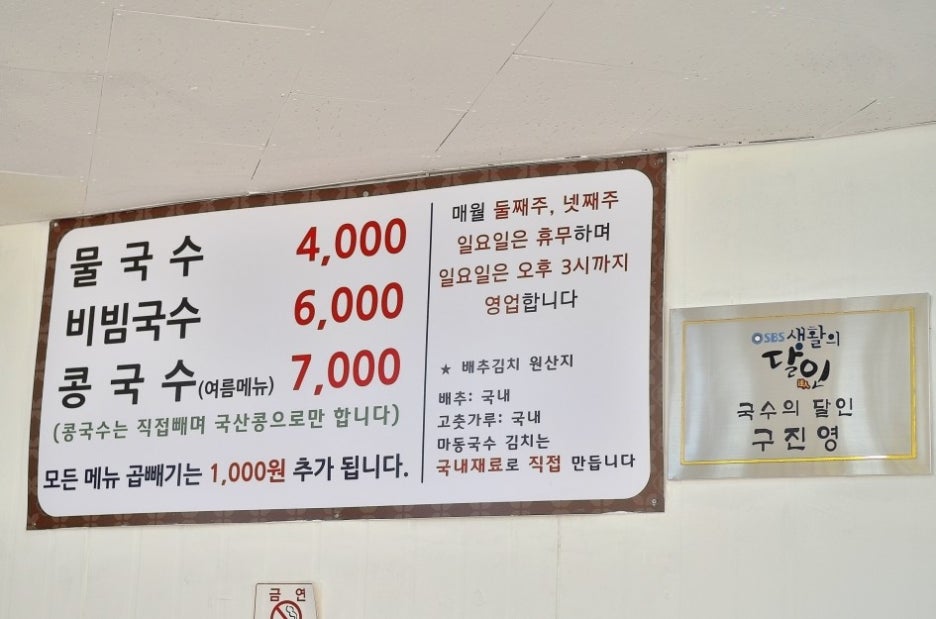 물국수 4,000
비빔국수 6,000
콩국수(여름메뉴) 7,000
(콩국수는 직접빼며 국산콩으로만 합니다)
모든 메뉴 곱빼기는 1,000원 추가 됩니다.
매월 둘째주, 넷째주
일요일은 휴무하며
일요일은 오후 3시까지
영업합니다
★ 배추김치 원산지
배추: 국내
고춧가루: 국내
마동국수 김치는
국내재료로 직접 만듭니다
SBS 생활의
달인
국수의 달인
구진영
금 연